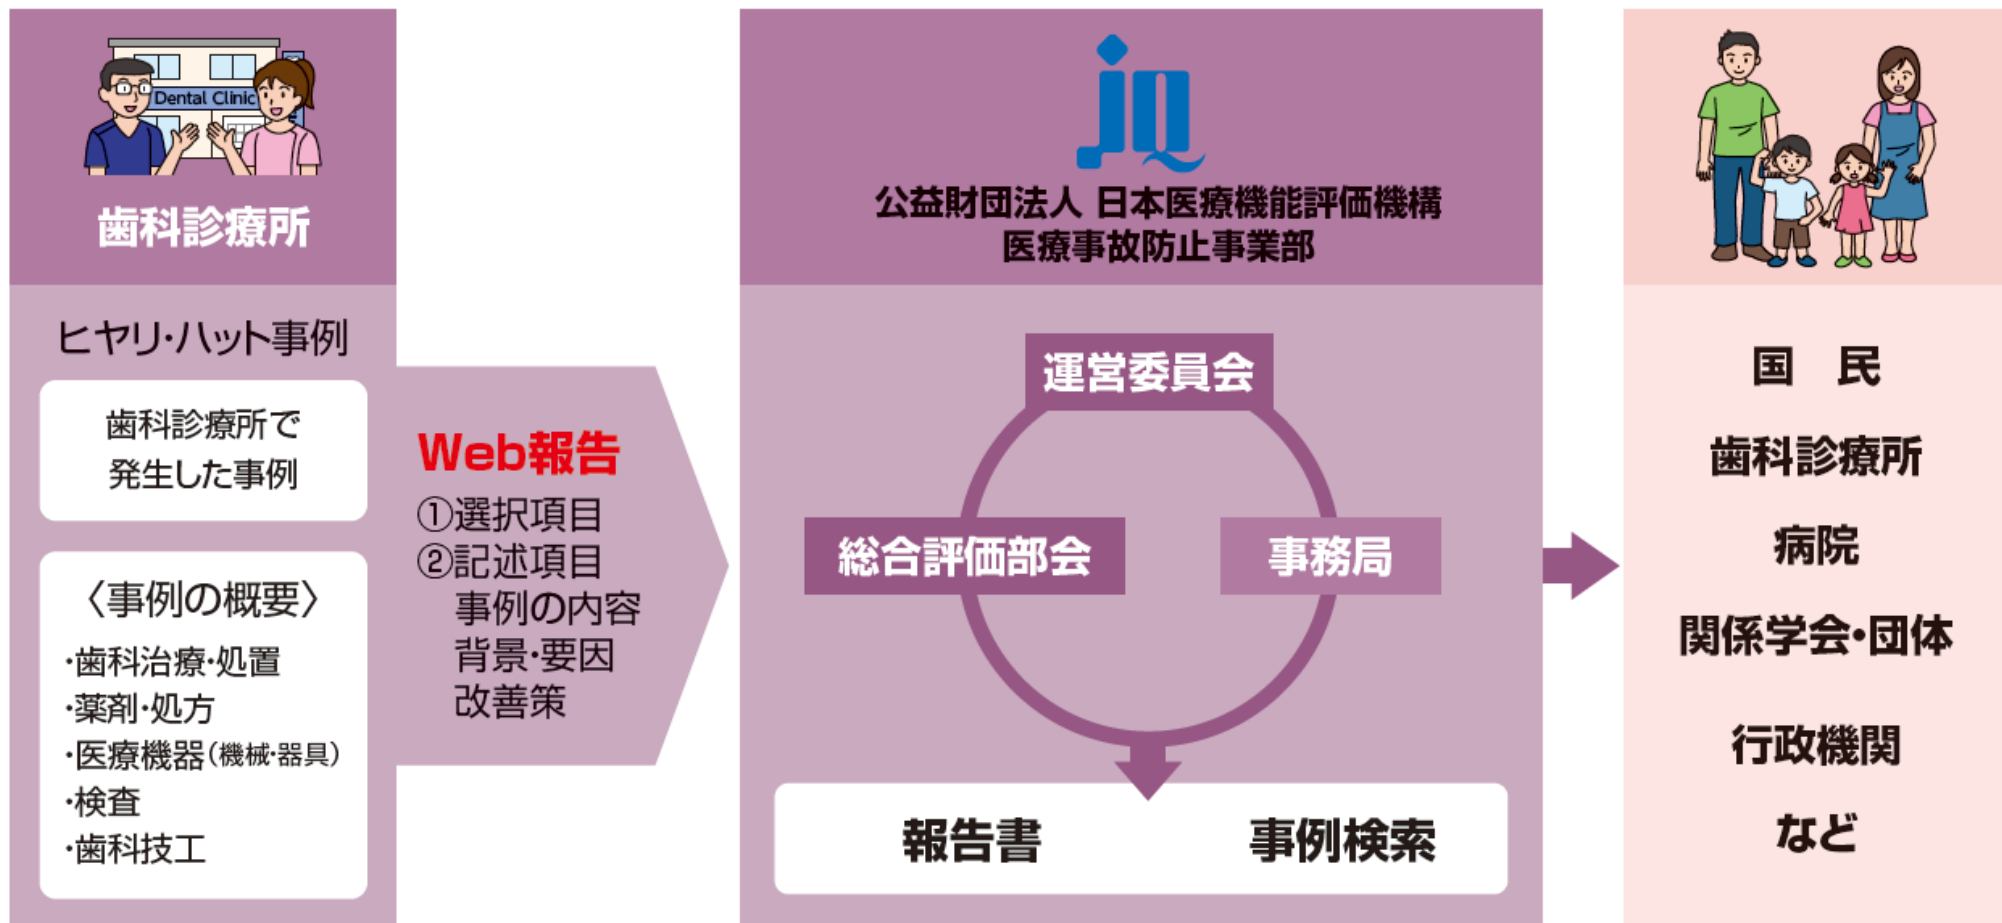 Dental Clinic
歯科診療所
ヒヤリ・ハット事例
歯科診療所で
発生した事例
〈事例の概要〉
・歯科治療・処置
・薬剤・処方
・医療機器（機械・器具）
・検査
・歯科技工
Web報告
①選択項目
②記述項目
事例の内容
背景・要因
改善策
jq
公益財団法人 日本医療機能評価機構
医療事故防止事業部
運営委員会
総合評価部会
事務局
報告書
事例検索
国　民
歯科診療所
病院
関係学会・団体
行政機関
など